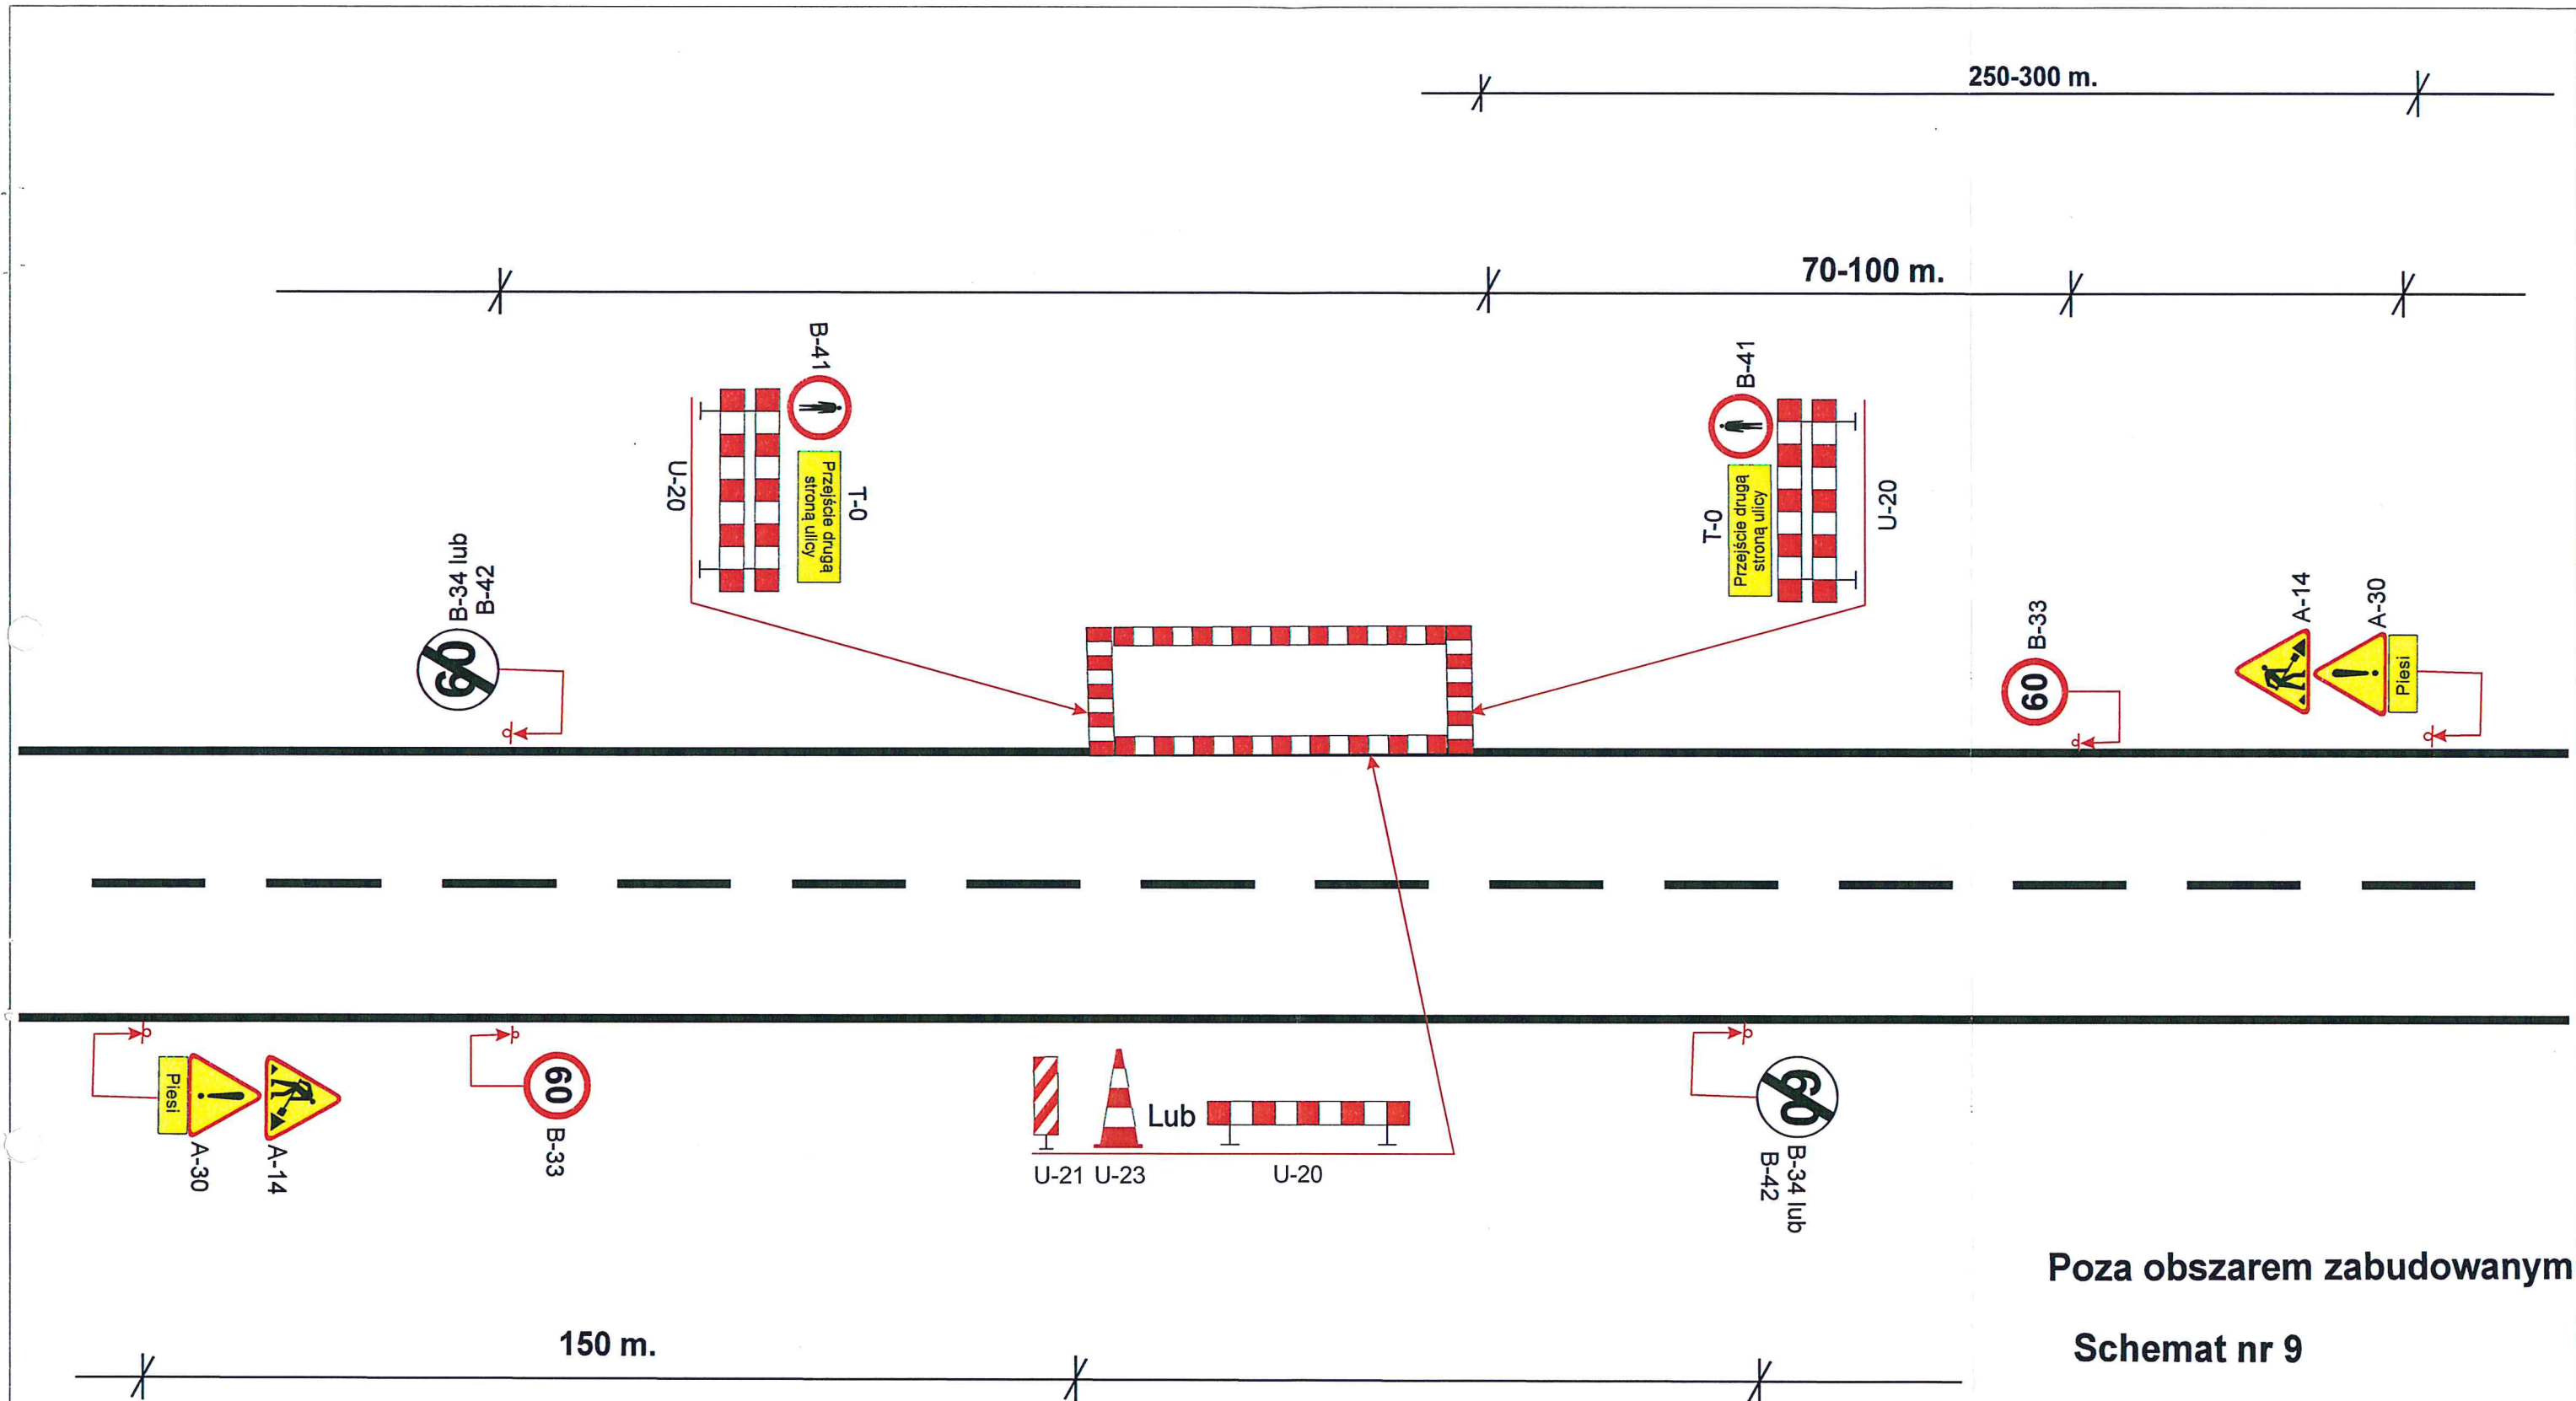 250-300 m.
70-100 m.
B-41
B-41
U-20
T-0
Przejście drugą
stroną ulicy
T-0
Przejście drugą
stroną ulicy
U-20
B-34 lub
B-42
60
B-33
60
A-14
A-30
Piesi
Piesi
A-30
A-14
60
B-33
Lub
U-21
U-23
U-20
60
B-34 lub
B-42
Poza obszarem zabudowanym
Schemat nr 9
150 m.